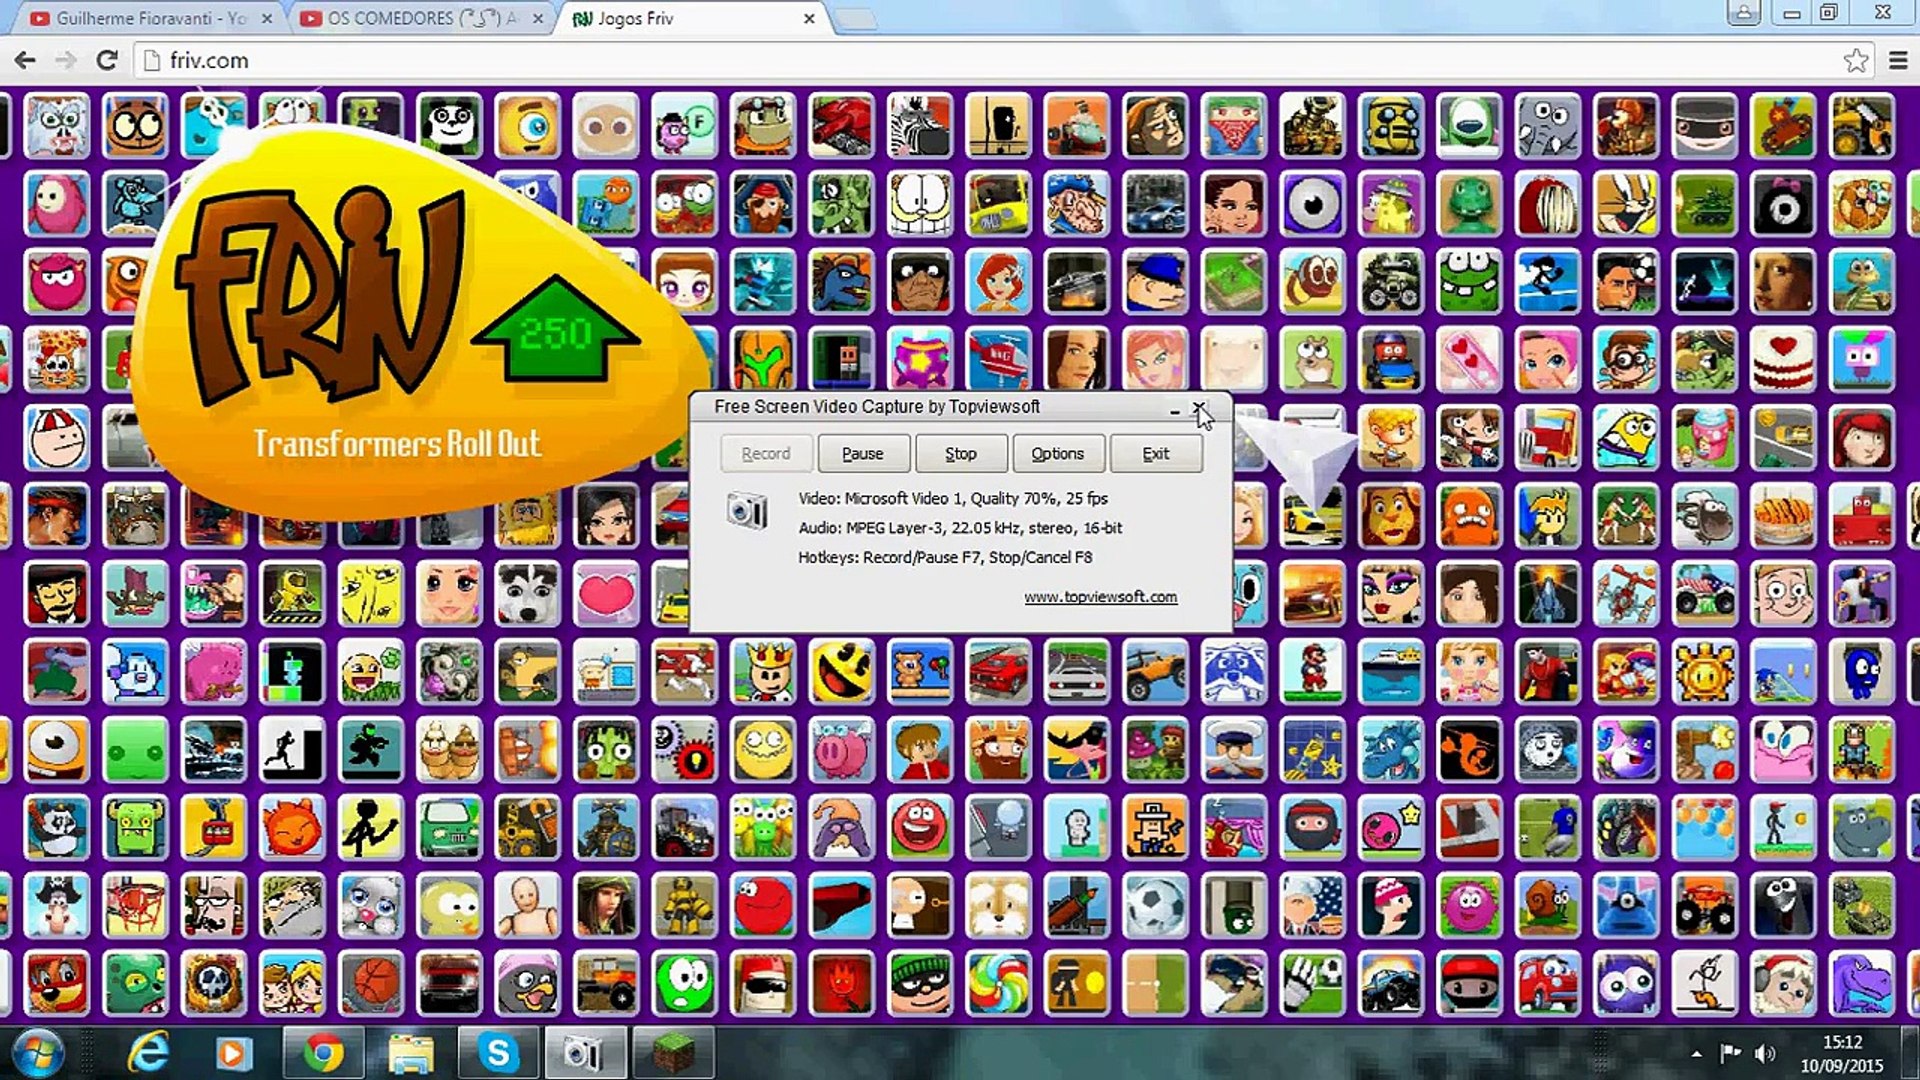 Guilherme Fioravanti - Yo
OS COMEDORES ( ͡° ͜ʖ ͡°) A
Jogos Friv
friv.com
FRIV
250
Transformers Roll Out
Free Screen Video Capture by Topviewsoft
Record
Pause
Stop
Options
Exit
Video: Microsoft Video 1, Quality 70%, 25 fps
Audio: MPEG Layer-3, 22.05 kHz, stereo, 16-bit
Hotkeys: Record/Pause F7, Stop/Cancel F8
www.topviewsoft.com
15:12
10/09/2015